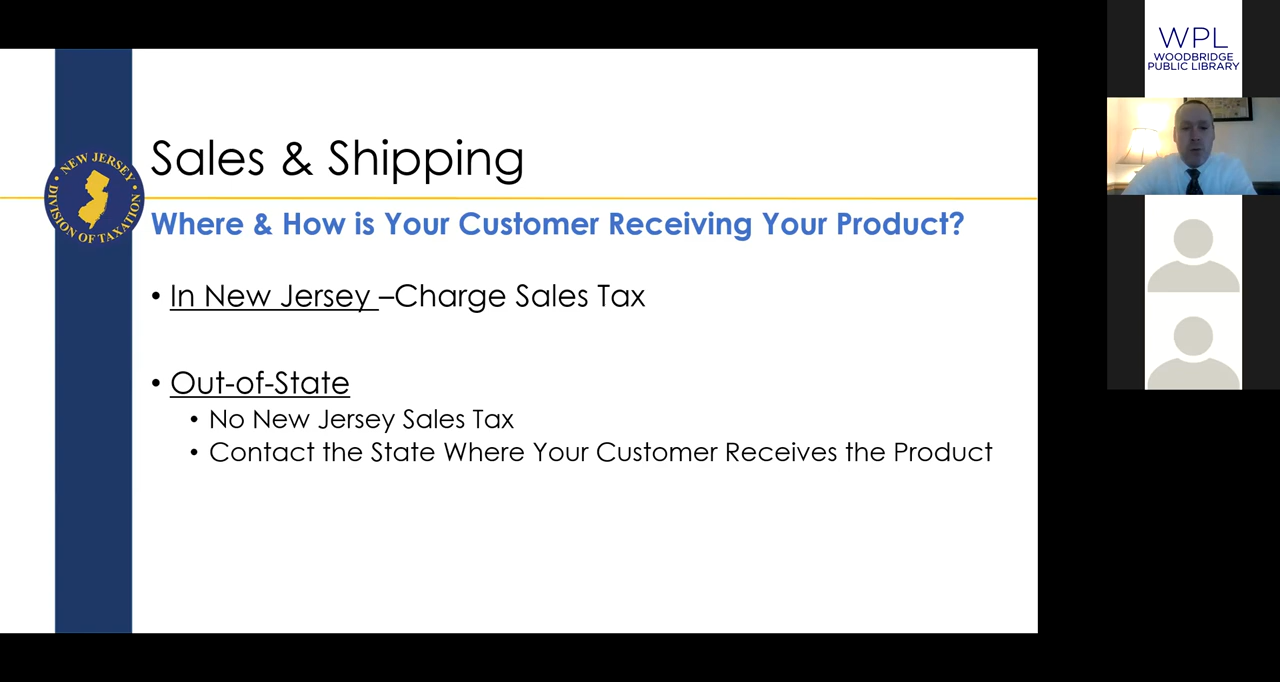 Sales & Shipping
NEW JERSEY
DIVISION OF TAXATION
Where & How is Your Customer Receiving Your Product?
• In New Jersey –Charge Sales Tax
• Out-of-State
• No New Jersey Sales Tax
• Contact the State Where Your Customer Receives the Product
WPL
WOODBRIDGE
PUBLIC LIBRARY